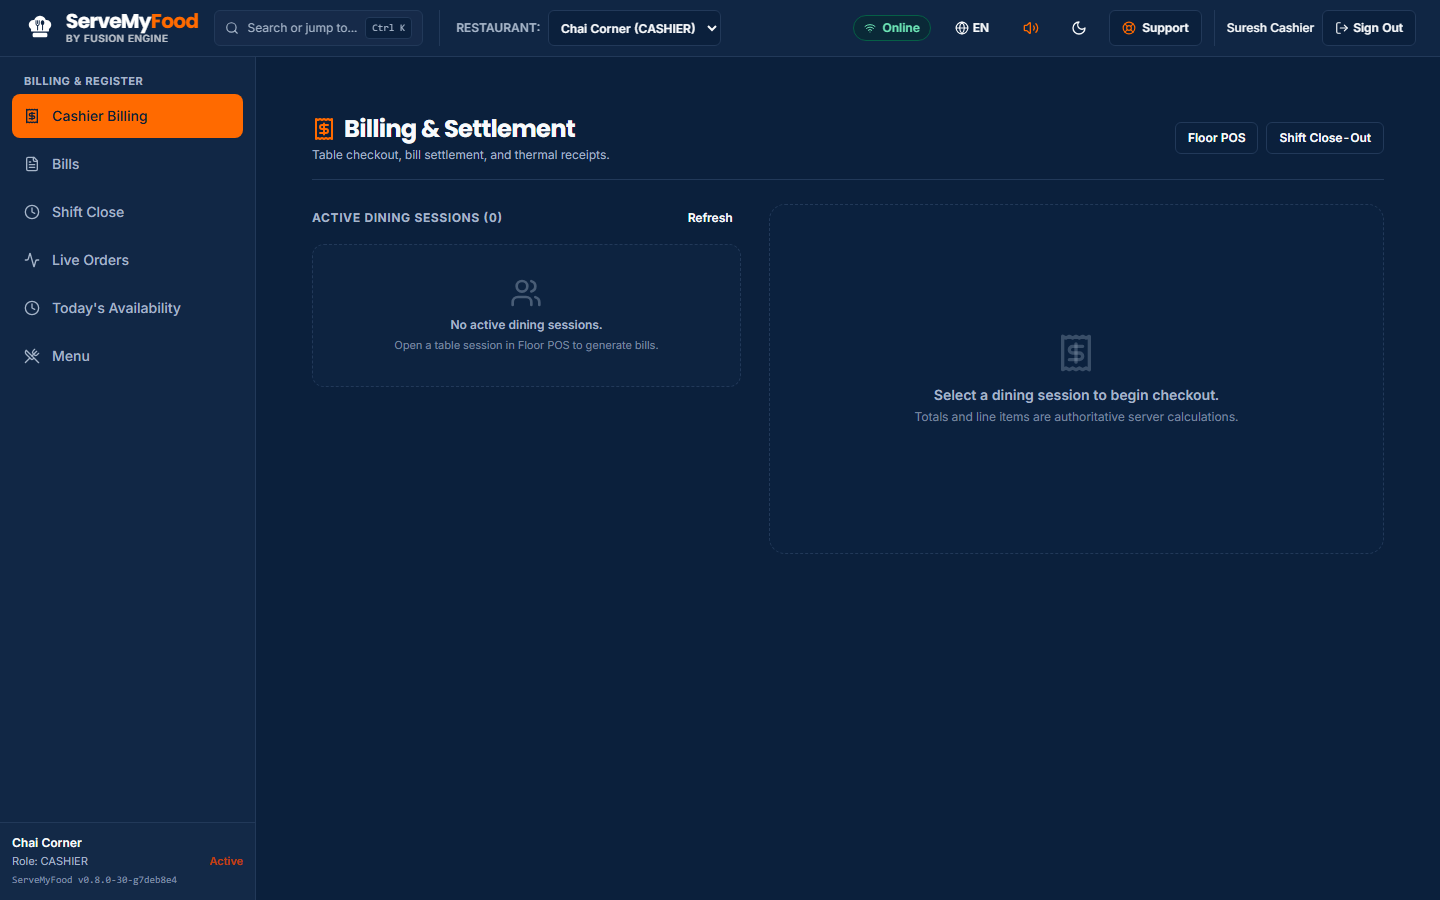 ServeMyFood
BY FUSION ENGINE
Search or jump to...
Ctrl K
RESTAURANT:
Chai Corner (CASHIER)
Online
EN
Support
Suresh Cashier
Sign Out
BILLING & REGISTER
Cashier Billing
Bills
Shift Close
Live Orders
Today's Availability
Menu
Billing & Settlement
Table checkout, bill settlement, and thermal receipts.
Floor POS
Shift Close-Out
ACTIVE DINING SESSIONS (0)
Refresh
No active dining sessions.
Open a table session in Floor POS to generate bills.
Select a dining session to begin checkout.
Totals and line items are authoritative server calculations.
Chai Corner
Role: CASHIER
Active
ServeMyFood v0.8.0-30-g7deb8e4